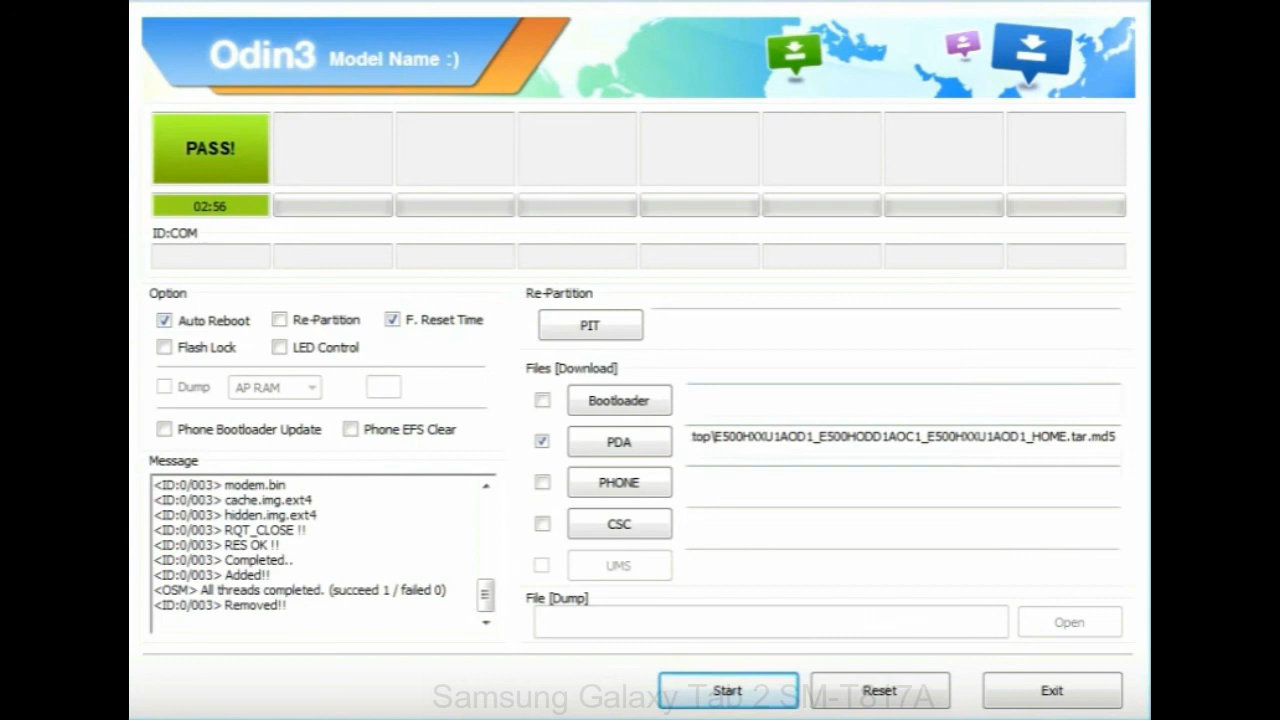 Odin3 Model Name :)
PASS!
02:56
ID:COM
Option
Auto Reboot Re-Partition F. Reset Time
Flash Lock LED Control
Dump AP RAM
Phone Bootloader Update Phone EFS Clear
Message
<ID:0/003> modem.bin
<ID:0/003> cache.img.ext4
<ID:0/003> hidden.img.ext4
<ID:0/003> RQT_CLOSE !!
<ID:0/003> RES OK !!
<ID:0/003> Completed..
<ID:0/003> Added!!
<OSM> All threads completed. (succeed 1 / failed 0)
<ID:0/003> Removed!!
Re-Partition
PIT
Files [Download]
Bootloader
PDA top\E500HXXU1AOD1_E500HODD1AOC1_E500HXXU1AOD1_HOME.tar.md5
PHONE
CSC
UMS
File [Dump]
Open
Start Reset Exit
Samsung Galaxy Tab 2 SM-T817A